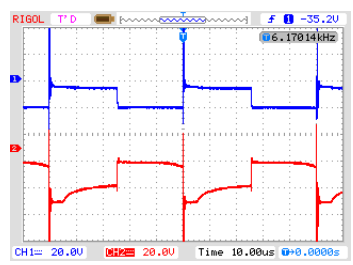 RIGOL T'D f 1 -35.2V
6.17014kHz
1
2
CH1= 20.0V CH2= 20.0V Time 10.00us +0.0000s